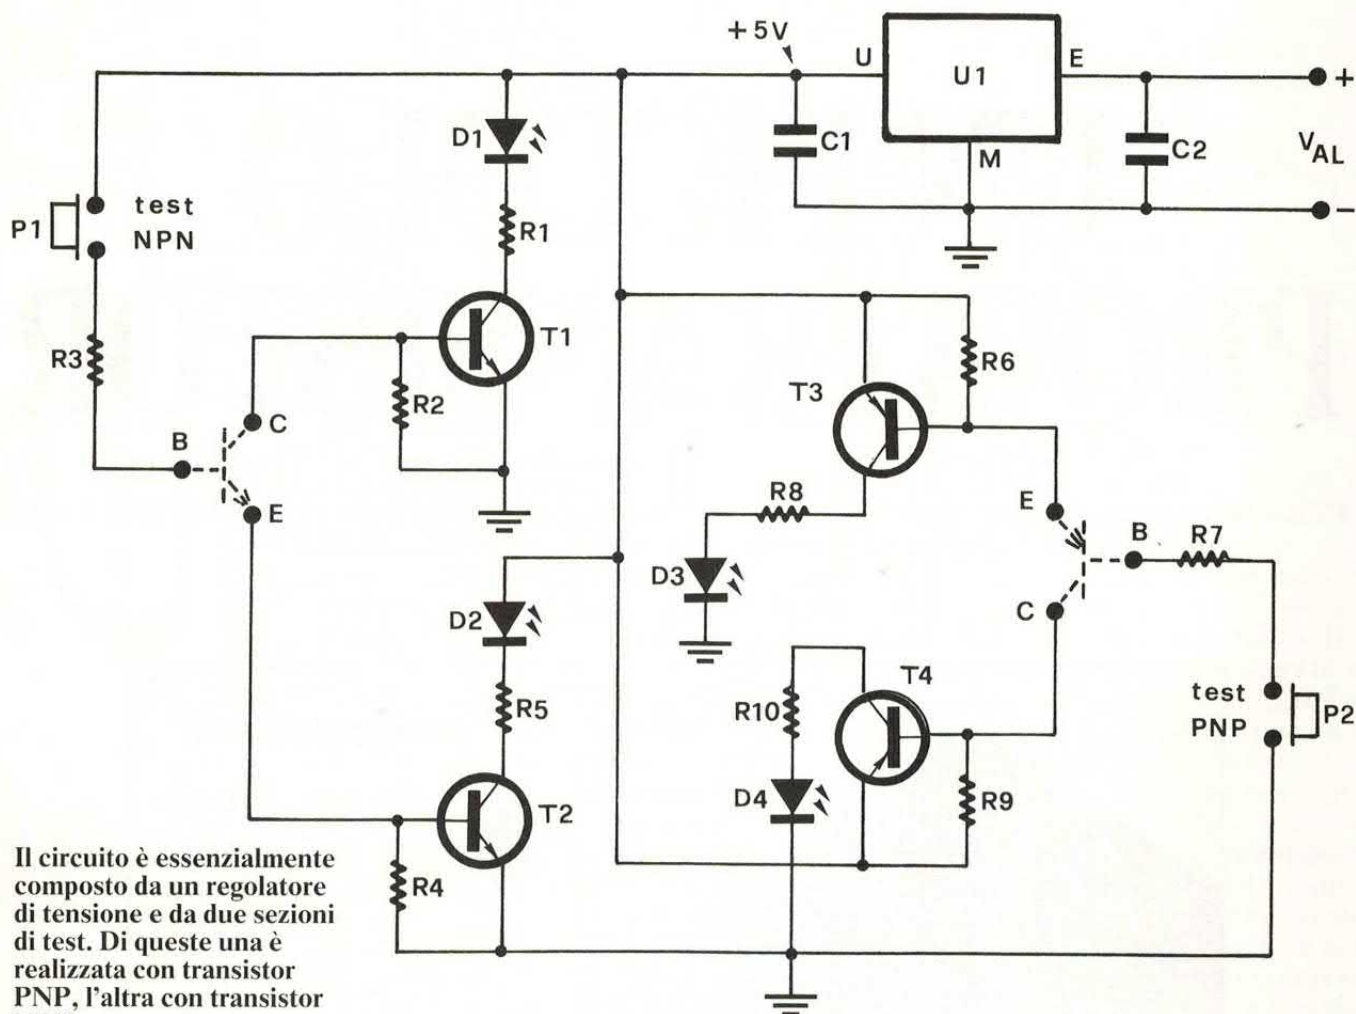 +5V
U
U1
E
+
D1
C1
M
C2
VAL
P1
test
NPN
R1
−
R3
T1
R6
T3
R2
C
B
E
R8
E
B
R7
D3
D2
C
T4
R5
R10
test
PNP
P2
D4
R9
T2
R4
Il circuito è essenzialmente
composto da un regolatore
di tensione e da due sezioni
di test. Di queste una è
realizzata con transistor
PNP, l'altra con transistor